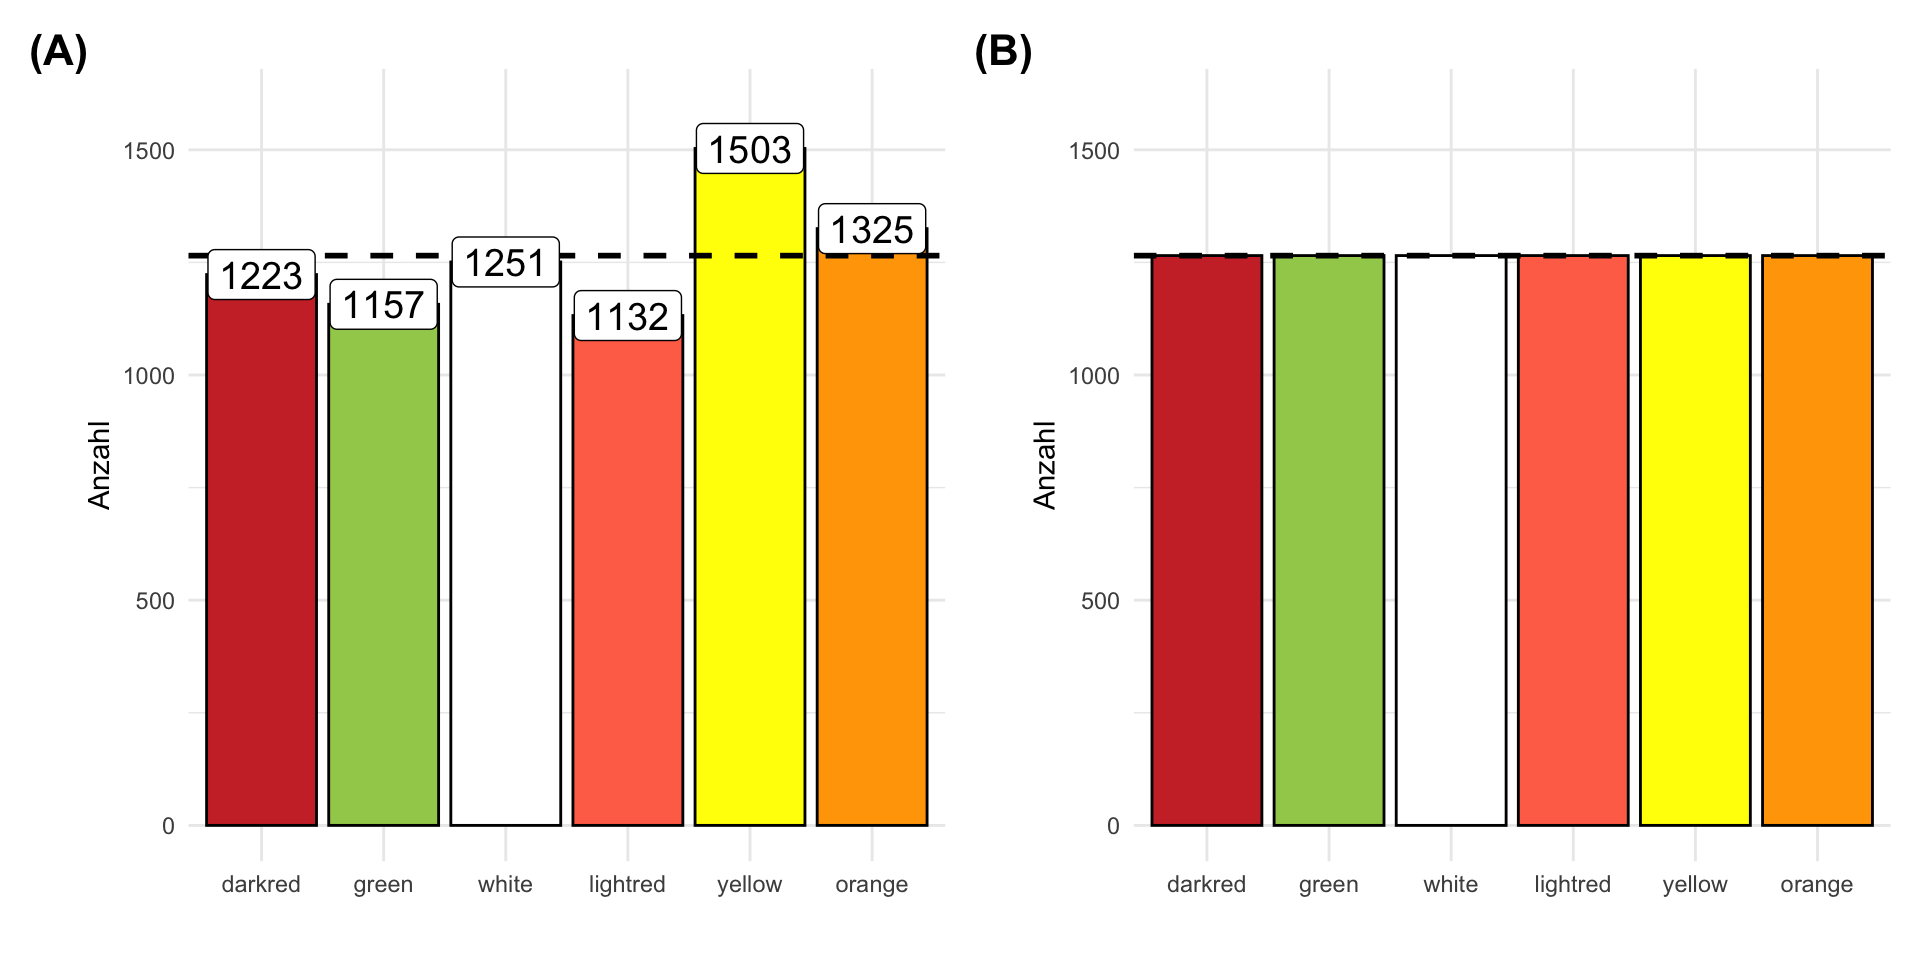 (A)
Anzahl
1500
1000
500
0
1223
1157
1251
1132
1503
1325
darkred green white lightred yellow orange
(B)
Anzahl
1500
1000
500
0
darkred green white lightred yellow orange